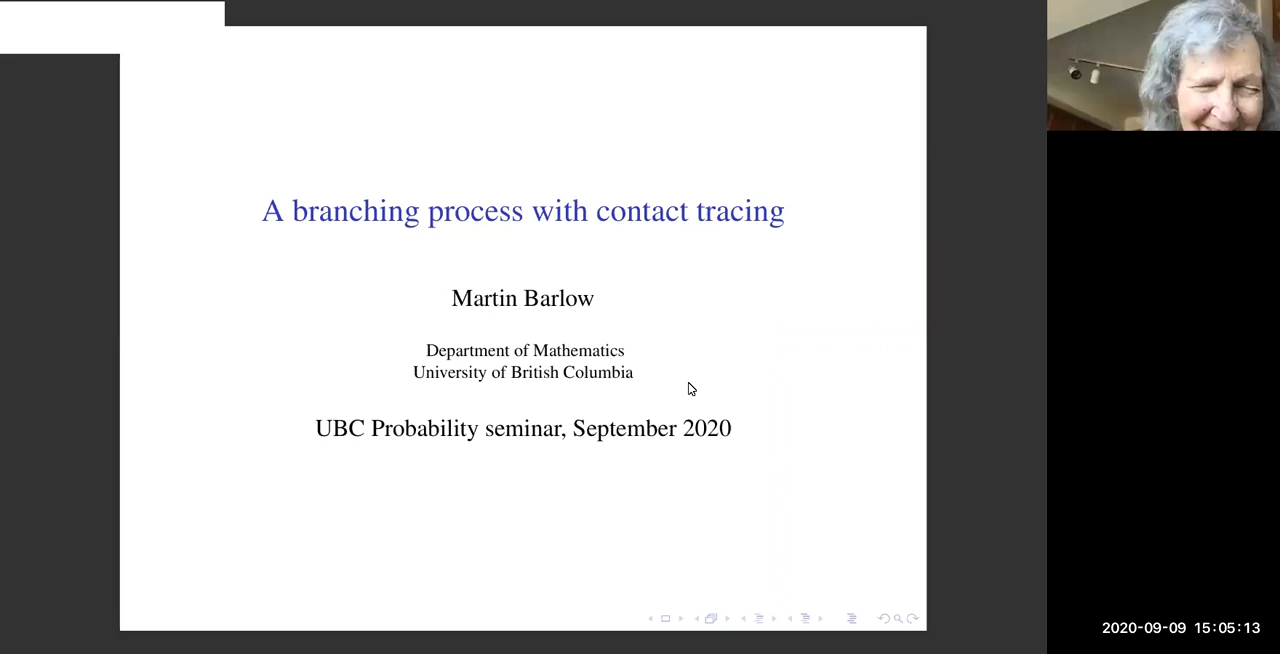 A branching process with contact tracing
Martin Barlow
Department of Mathematics
University of British Columbia
UBC Probability seminar, September 2020
2020-09-09 15:05:13